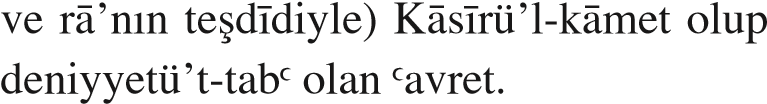 ve rā’nın teşdīdiyle) Kāsīrü’l-kāmet olup
deniyyetü’t-tabᶜ olan ᶜavret.